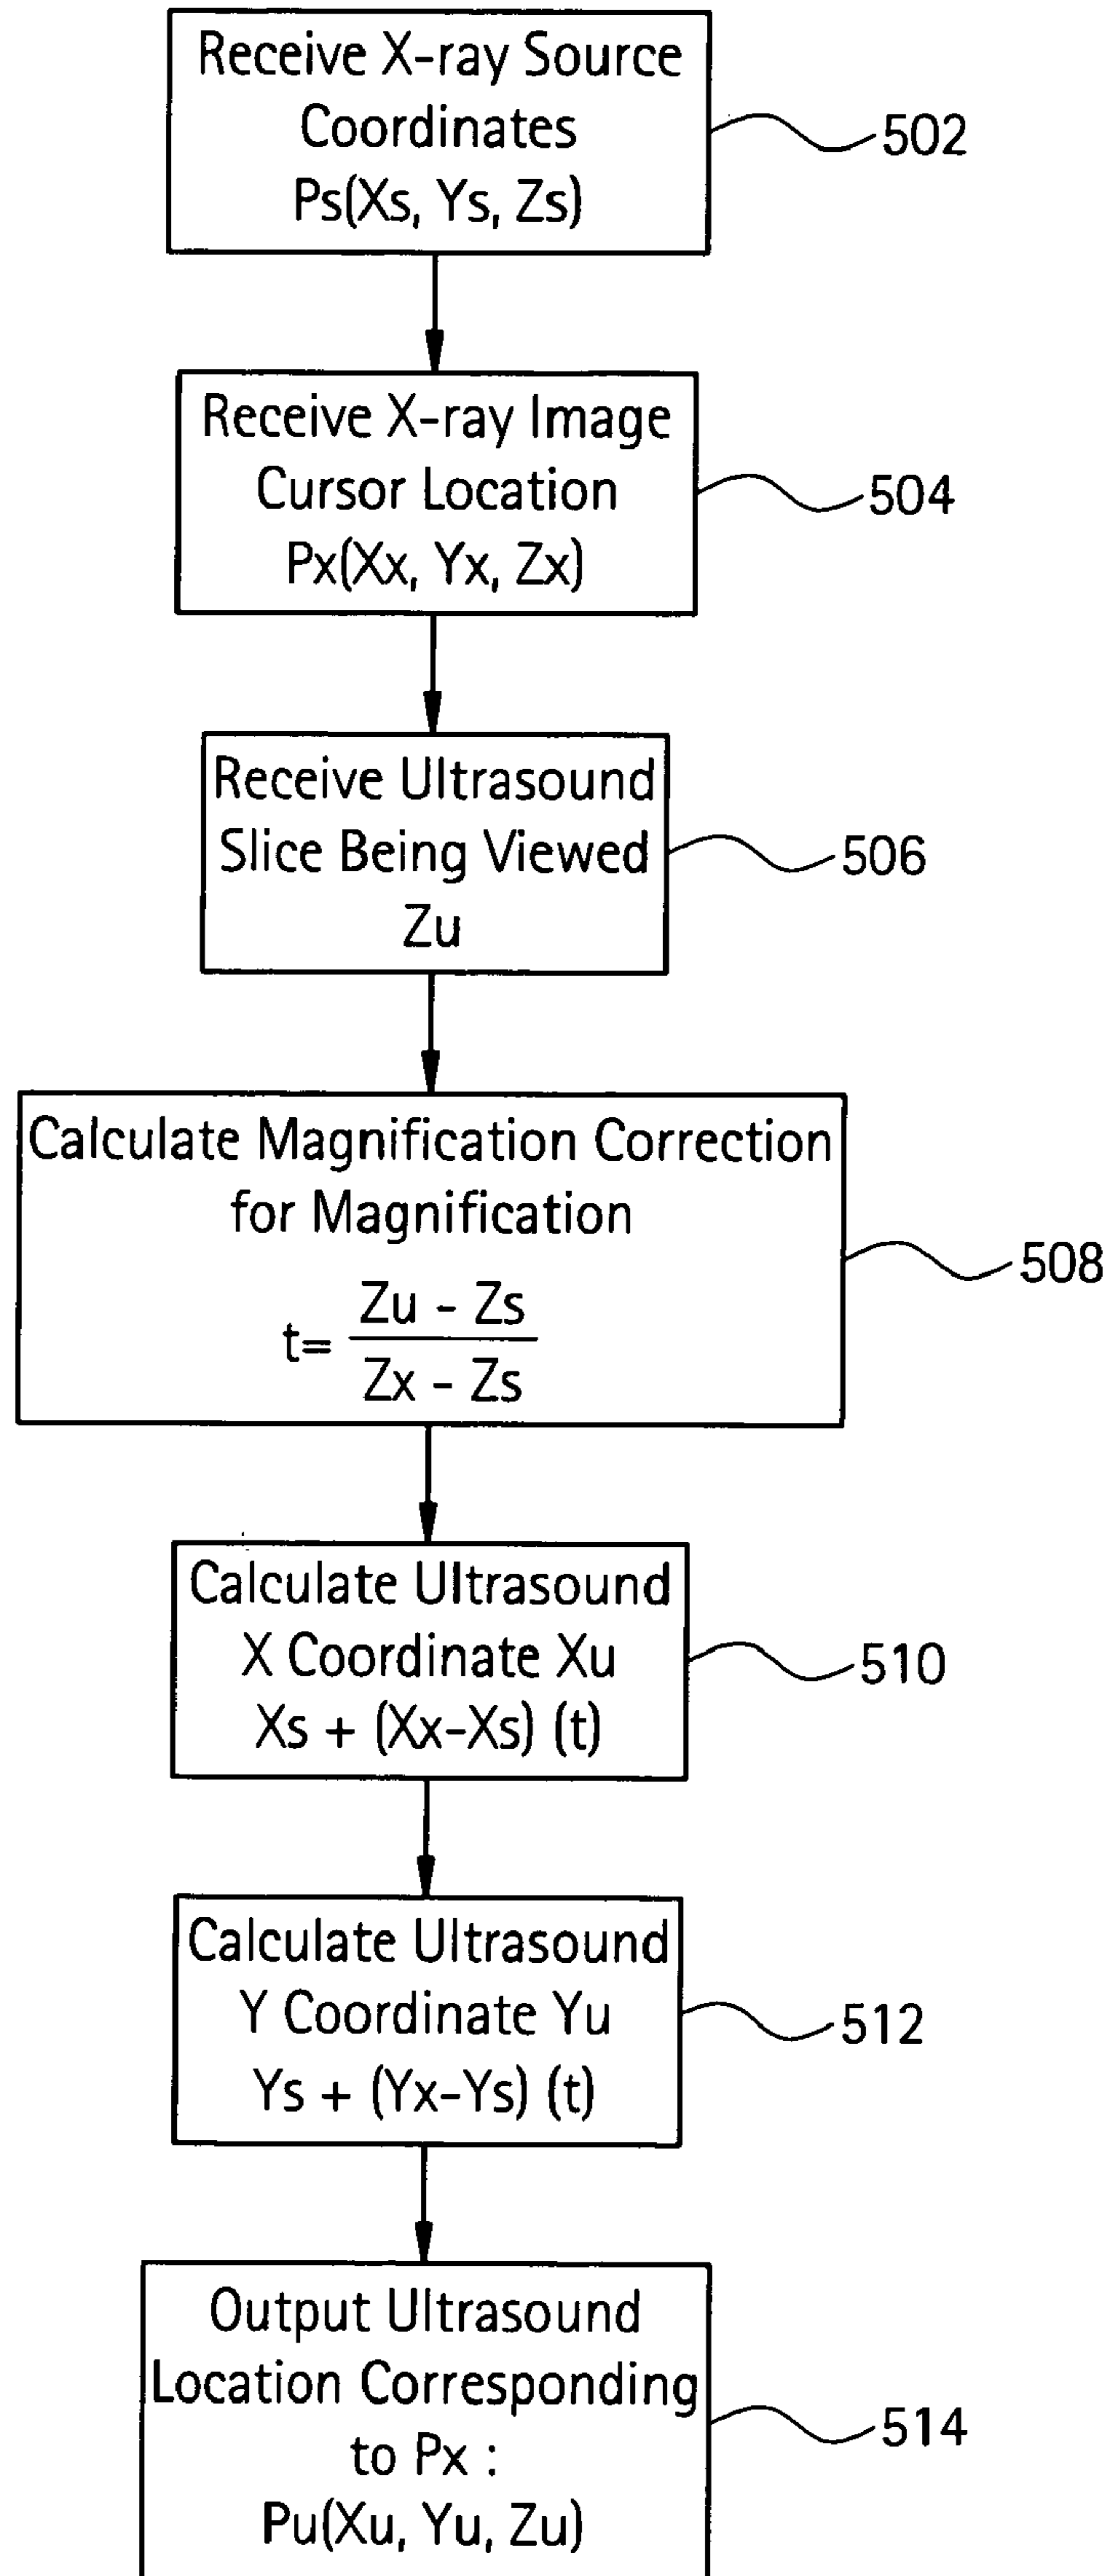 Receive X-ray Source
Coordinates
Ps(Xs, Ys, Zs)
502
Receive X-ray Image
Cursor Location
Px(Xx, Yx, Zx)
504
Receive Ultrasound
Slice Being Viewed
Zu
506
Calculate Magnification Correction
for Magnification
t= Zu - Zs
Zx - Zs
508
Calculate Ultrasound
X Coordinate Xu
Xs + (Xx-Xs) (t)
510
Calculate Ultrasound
Y Coordinate Yu
Ys + (Yx-Ys) (t)
512
Output Ultrasound
Location Corresponding
to Px :
Pu(Xu, Yu, Zu)
514